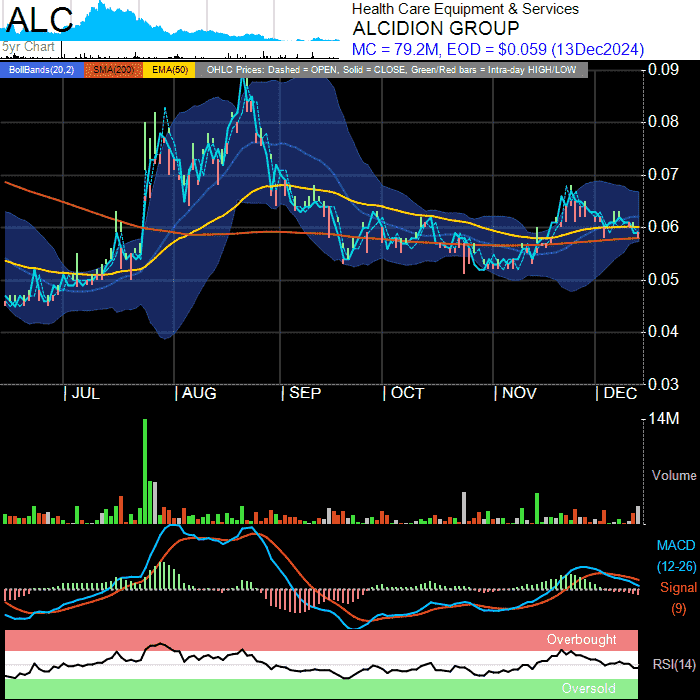 ALC
5yr Chart
Health Care Equipment & Services
ALCIDION GROUP
MC = 79.2M, EOD = $0.059 (13Dec2024)
BollBands(20,2) SMA(200) EMA(50) OHLC Prices: Dashed = OPEN, Solid = CLOSE, Green/Red bars = Intra-day HIGH/LOW
0.09
0.08
0.07
0.06
0.05
0.04
0.03
JUL AUG SEP OCT NOV DEC
14M
Volume
MACD
(12-26)
Signal
(9)
Overbought
RSI(14)
Oversold